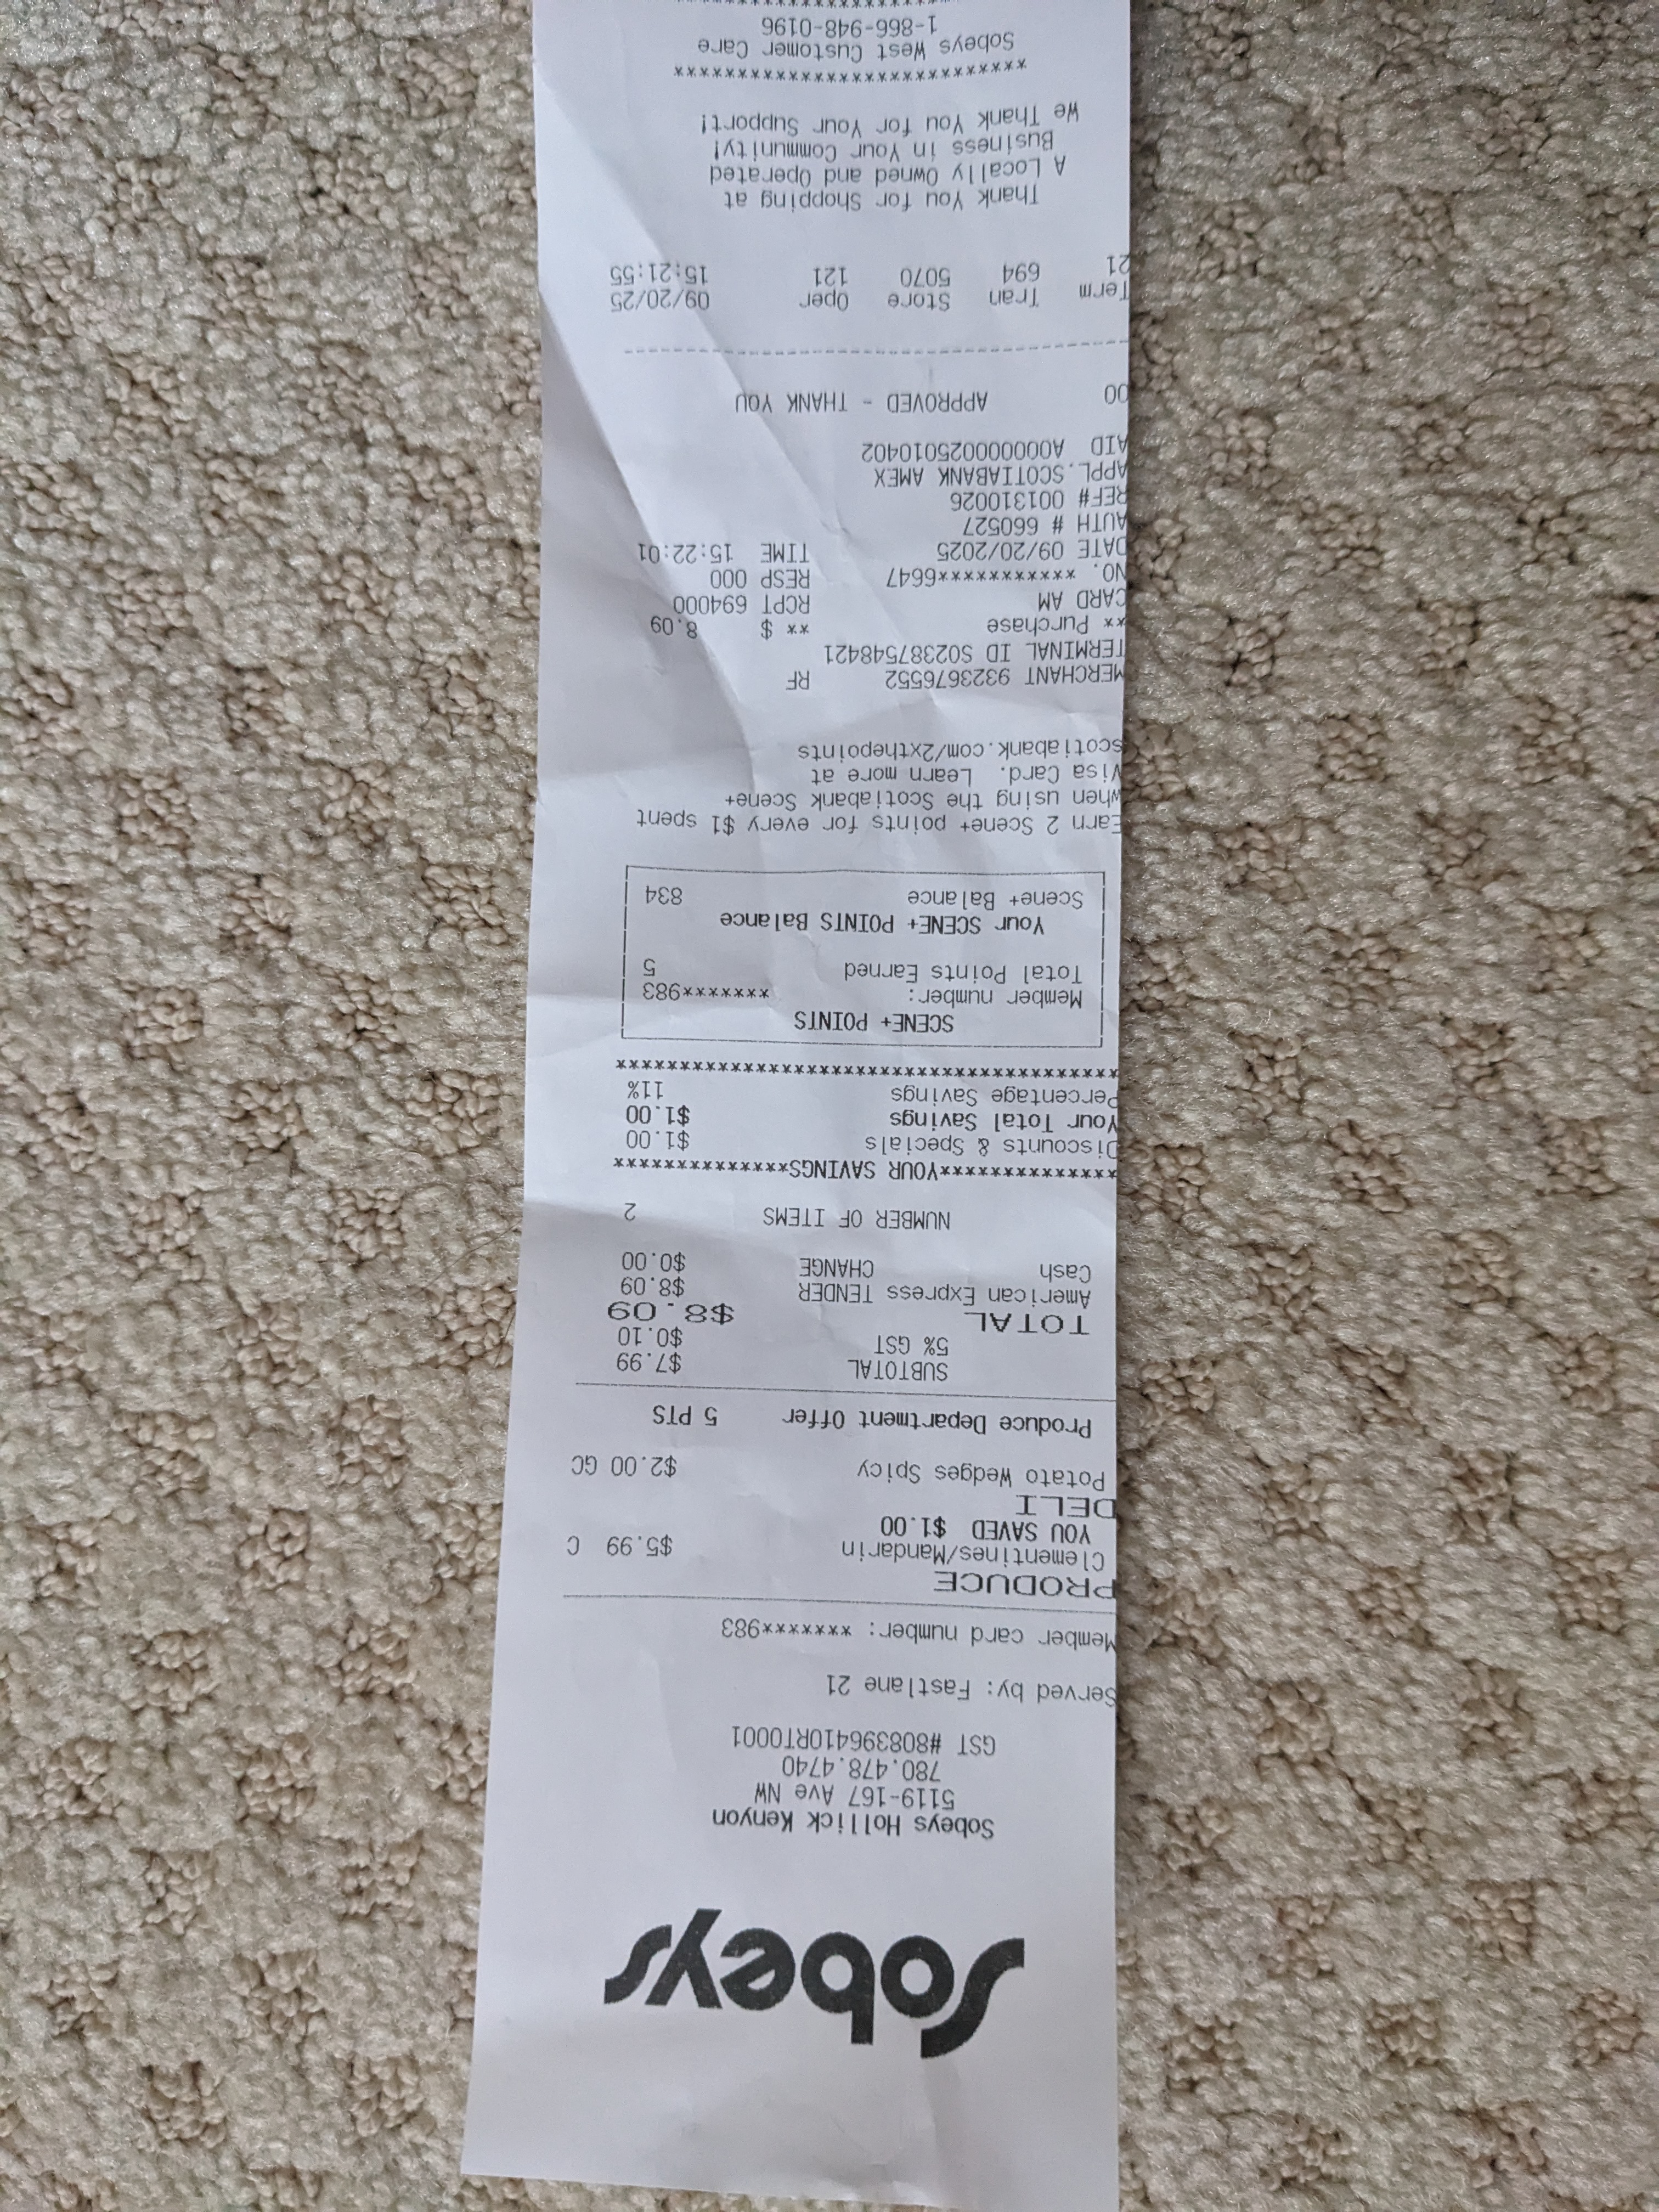 Sobeys
Sobeys Hollick Kenyon
5119-167 Ave NW
780.478.4740
GST #808396410RT0001
Served by: Fastlane 21
Member card number: *******983
PRODUCE
Clementines/Mandarin $5.99 C
YOU SAVED $1.00
DELI
Potato Wedges Spicy $2.00 GC
Produce Department Offer 5 PTS
SUBTOTAL $7.99
5% GST $0.10
TOTAL $8.09
American Express TENDER $8.09
Cash CHANGE $0.00
NUMBER OF ITEMS 2
****************YOUR SAVINGS****************
Discounts & Specials $1.00
Your Total Savings $1.00
Percentage Savings 11%
********************************************
SCENE+ POINTS
Member number: ********983
Total Points Earned 5
Your SCENE+ POINTS Balance
Scene+ Balance 834
Earn 2 Scene+ points for every $1 spent
when using the Scotiabank Scene+
Visa Card. Learn more at
scotiabank.com/2xthepoints
MERCHANT 9323676552 RF
TERMINAL ID S02387548421
** Purchase ** $ 8.09
CARD AM RCPT 694000
NO. ************6647 RESP 000
DATE 09/20/2025 TIME 15:22:01
AUTH # 660527
REF# 001310026
APPL. SCOTIABANK AMEX
AID A000000025010402
00 APPROVED - THANK YOU
--------------------------------------------
Term Tran Store Oper 09/20/25
21 694 5070 121 15:21:55
Thank You for Shopping at
A Locally Owned and Operated
Business in Your Community!
We Thank You for Your Support!
****************************
Sobeys West Customer Care
1-866-948-0196
****************************